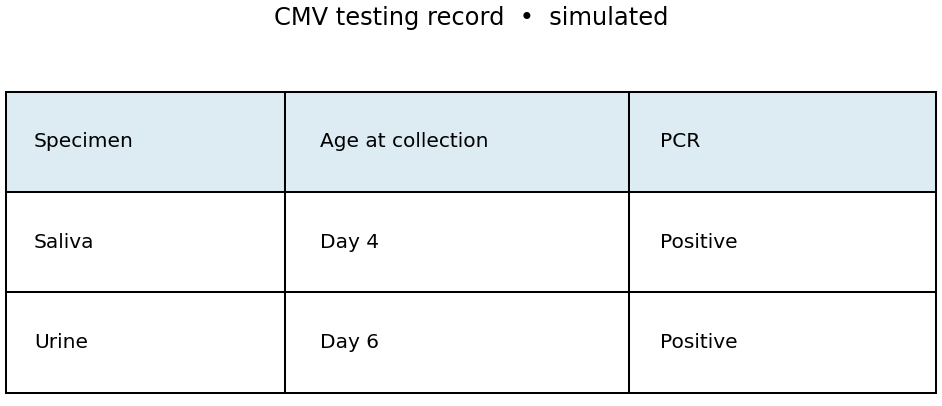 CMV testing record • simulated
Specimen Age at collection PCR
Saliva Day 4 Positive
Urine Day 6 Positive